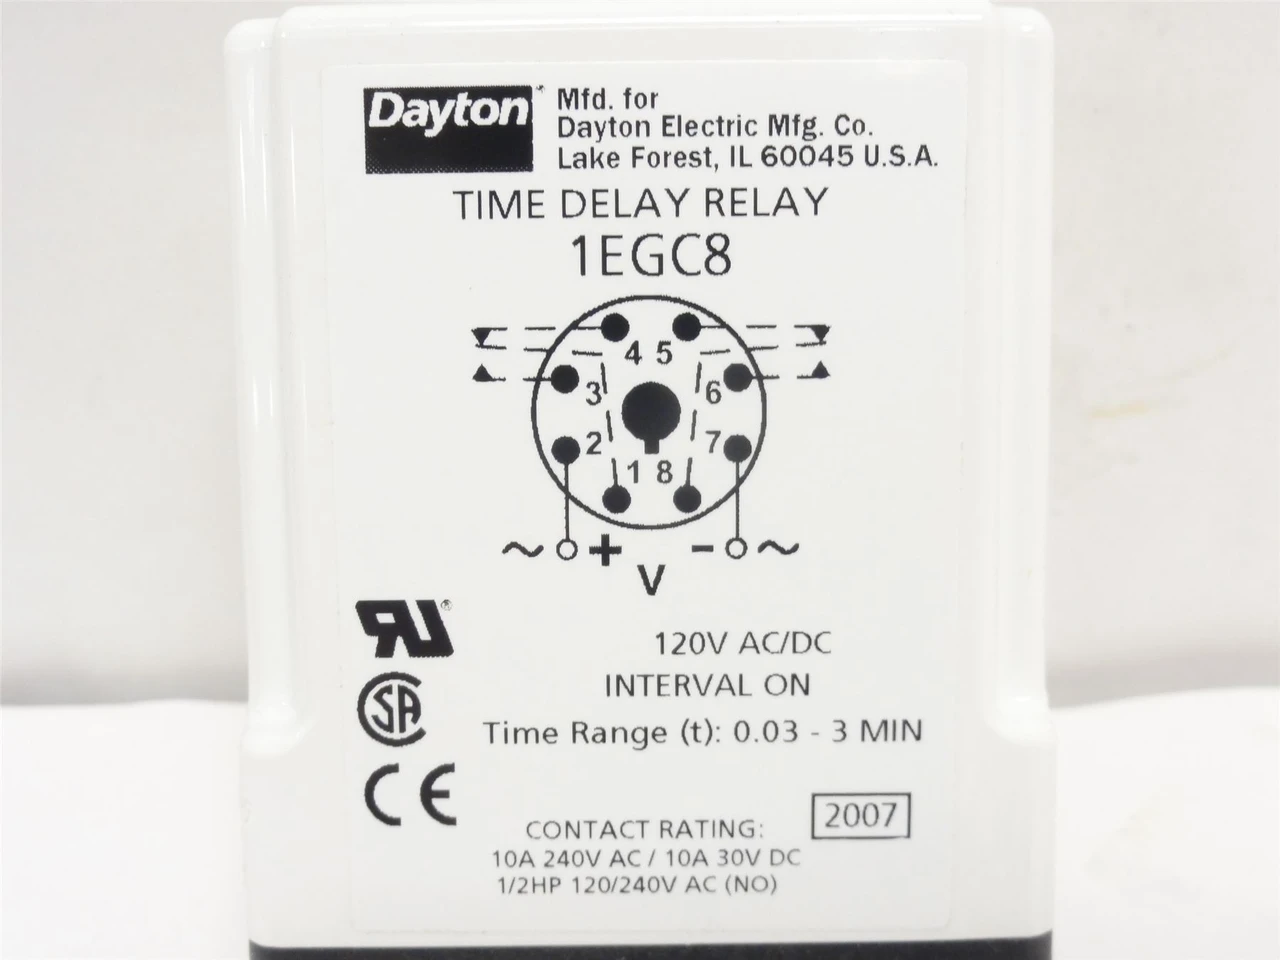 Dayton
Mfd. for
Dayton Electric Mfg. Co.
Lake Forest, IL 60045 U.S.A.
TIME DELAY RELAY
1EGC8
4 5
3 6
2 7
1 8
~ + - ~
V
RU®
SA
CE
120V AC/DC
INTERVAL ON
Time Range (t): 0.03 - 3 MIN
2007
CONTACT RATING:
10A 240V AC / 10A 30V DC
1/2HP 120/240V AC (NO)